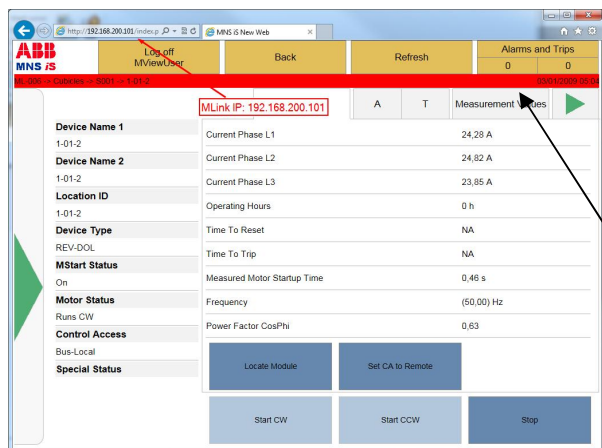 http://192.168.200.101/index.p
MNS iS New Web
ABB
MNS iS
Log off
MViewUser
Back
Refresh
Alarms and Trips
0 0
ML-006 -> Cubicles -> S001 -> 1-01-2
03/01/2009 05:04
MLink IP: 192.168.200.101
A T Measurement Values
Device Name 1
1-01-2
Device Name 2
1-01-2
Location ID
1-01-2
Device Type
REV-DOL
MStart Status
On
Motor Status
Runs CW
Control Access
Bus-Local
Special Status
Current Phase L1 24,28 A
Current Phase L2 24,82 A
Current Phase L3 23,85 A
Operating Hours 0 h
Time To Reset NA
Time To Trip NA
Measured Motor Startup Time 0,46 s
Frequency (50,00) Hz
Power Factor CosPhi 0,63
Locate Module Set CA to Remote
Start CW Start CCW Stop